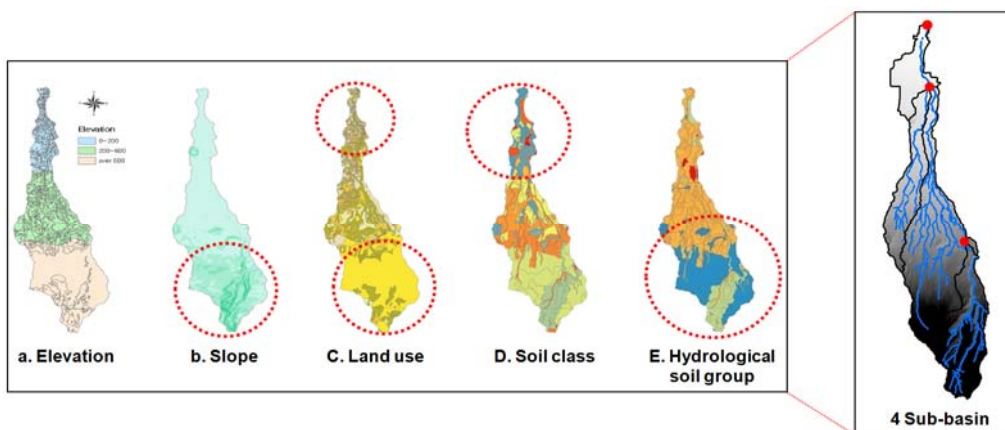 Elevation
0~200
200~600
over 600
a. Elevation
b. Slope
C. Land use
D. Soil class
E. Hydrological
soil group
4 Sub-basin